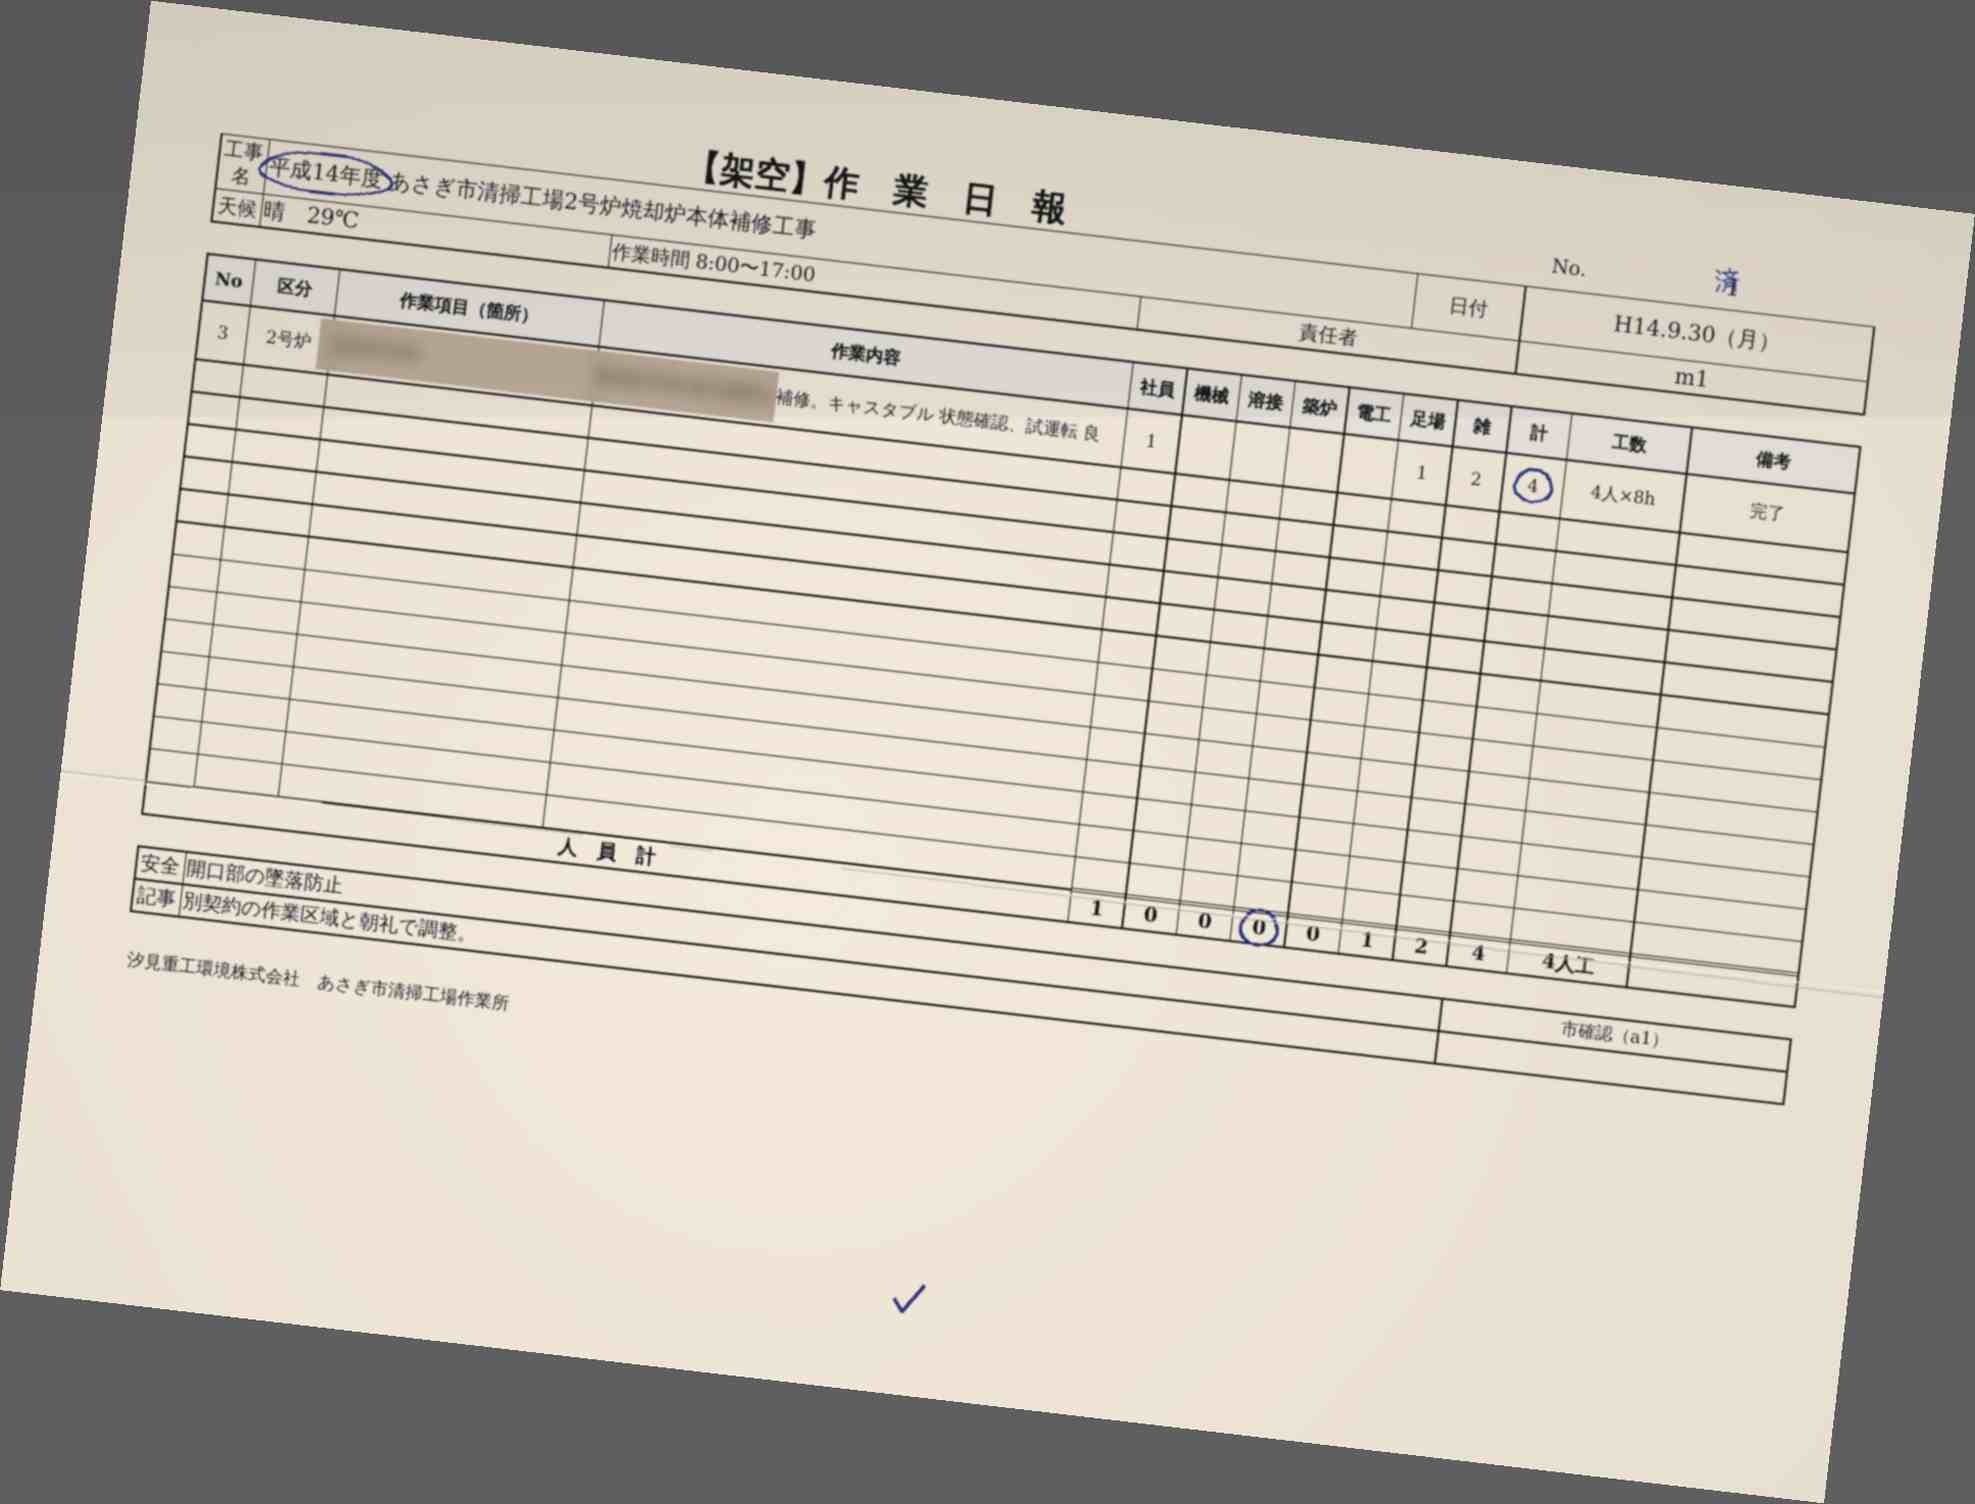 【架空】作 業 日 報
No. 済
工事名 平成14年度 あさぎ市清掃工場2号炉焼却炉本体補修工事 日付 H14.9.30（月）
天候 晴 29℃ 作業時間 8:00〜17:00 責任者 m1
No 区分 作業項目（箇所） 作業内容 社員 機械 溶接 築炉 電工 足場 雑 計 工数 備考
3 2号炉 補修。キャスタブル 状態確認、試運転 良 1 1 2 4 4人×8h 完了
人 員 計 1 0 0 0 0 1 2 4 4人工
安全 開口部の墜落防止 市確認（a1）
記事 別契約の作業区域と朝礼で調整。
汐見重工環境株式会社 あさぎ市清掃工場作業所